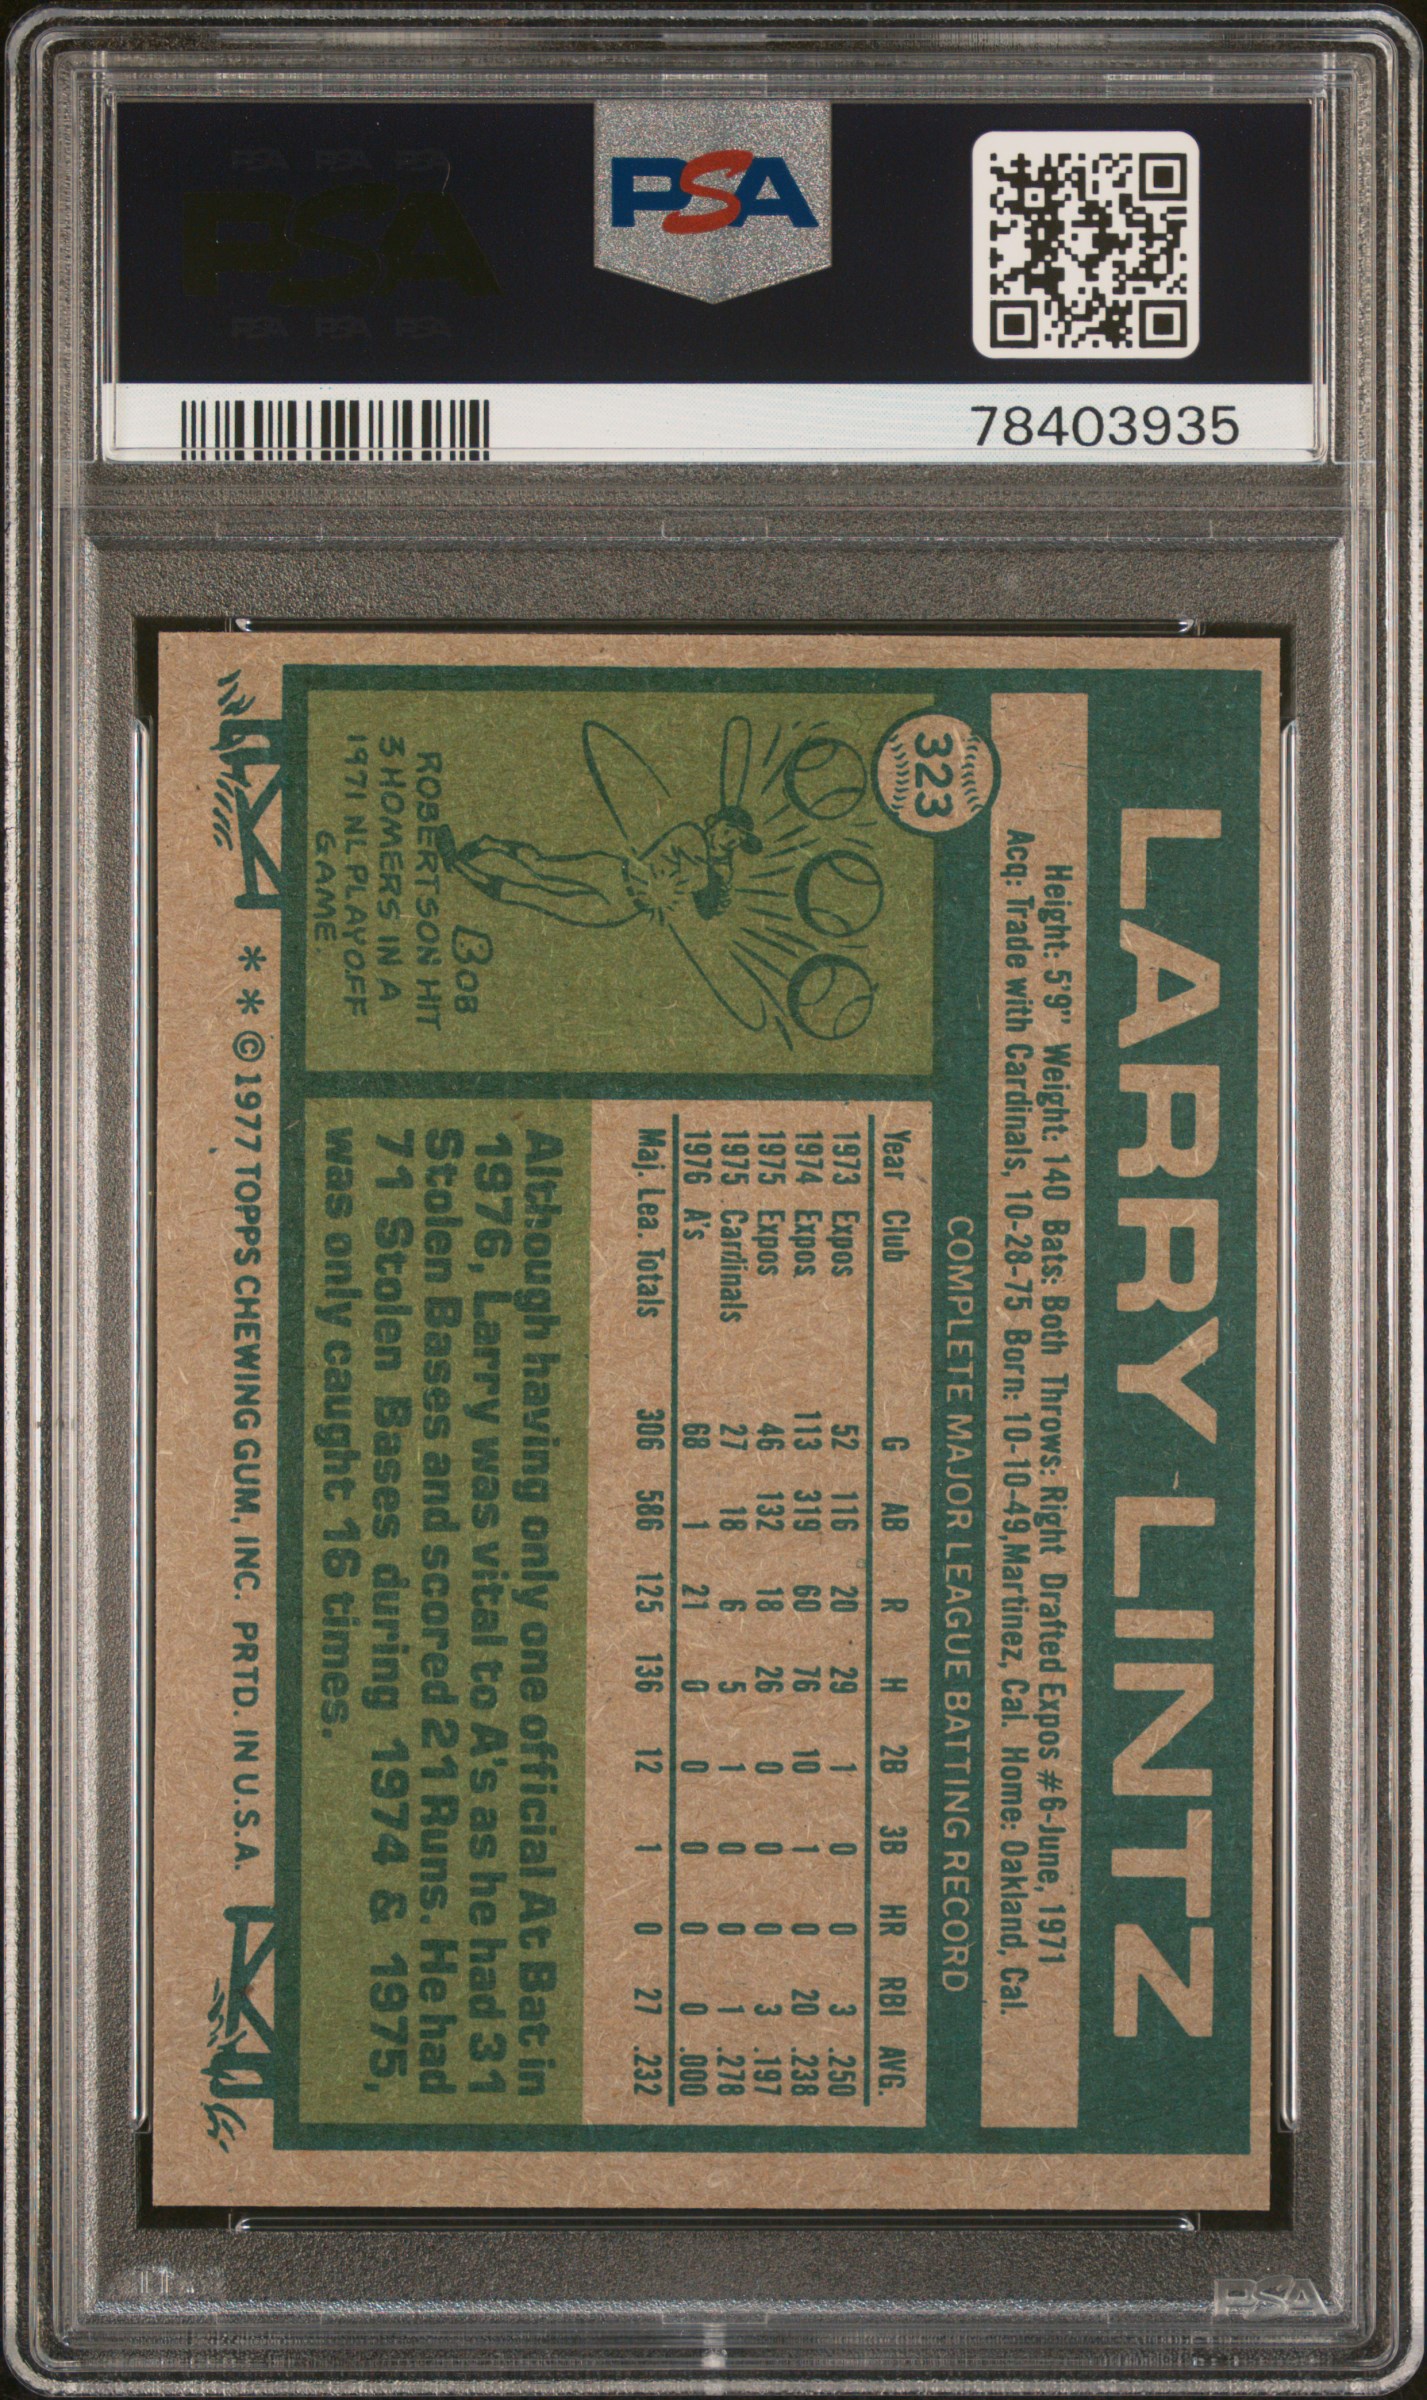 PSA PSA PSA
PSA
PSA PSA PSA
PSA
78403935
LARRY LINTZ
Height: 5'9" Weight: 140 Bats: Both Throws: Right Drafted Expos #6-June, 1971
Acq: Trade with Cardinals, 10-28-75 Born: 10-10-49, Martinez, Cal. Home: Oakland, Cal.
323
COMPLETE MAJOR LEAGUE BATTING RECORD
Year Club G AB R H 2B 3B HR RBI AVG.
1973 Expos 52 116 20 29 1 0 0 3 .250
1974 Expos 113 319 60 76 10 1 0 20 .238
1975 Expos 46 132 18 26 0 0 0 3 .197
1975 Cardinals 27 18 6 5 1 0 0 1 .278
1976 A's 68 1 21 0 0 0 0 0 .000
Maj. Lea. Totals 306 586 125 136 12 1 0 27 .232
BOB
ROBERTSON HIT
3 HOMERS IN A
1971 NL PLAYOFF
GAME.
Although having only one official At Bat in
1976, Larry was vital to A's as he had 31
Stolen Bases and scored 21 Runs. He had
71 Stolen Bases during 1974 & 1975,
was only caught 16 times.
* * © 1977 TOPPS CHEWING GUM, INC. PRTD. IN U.S.A.
PSA